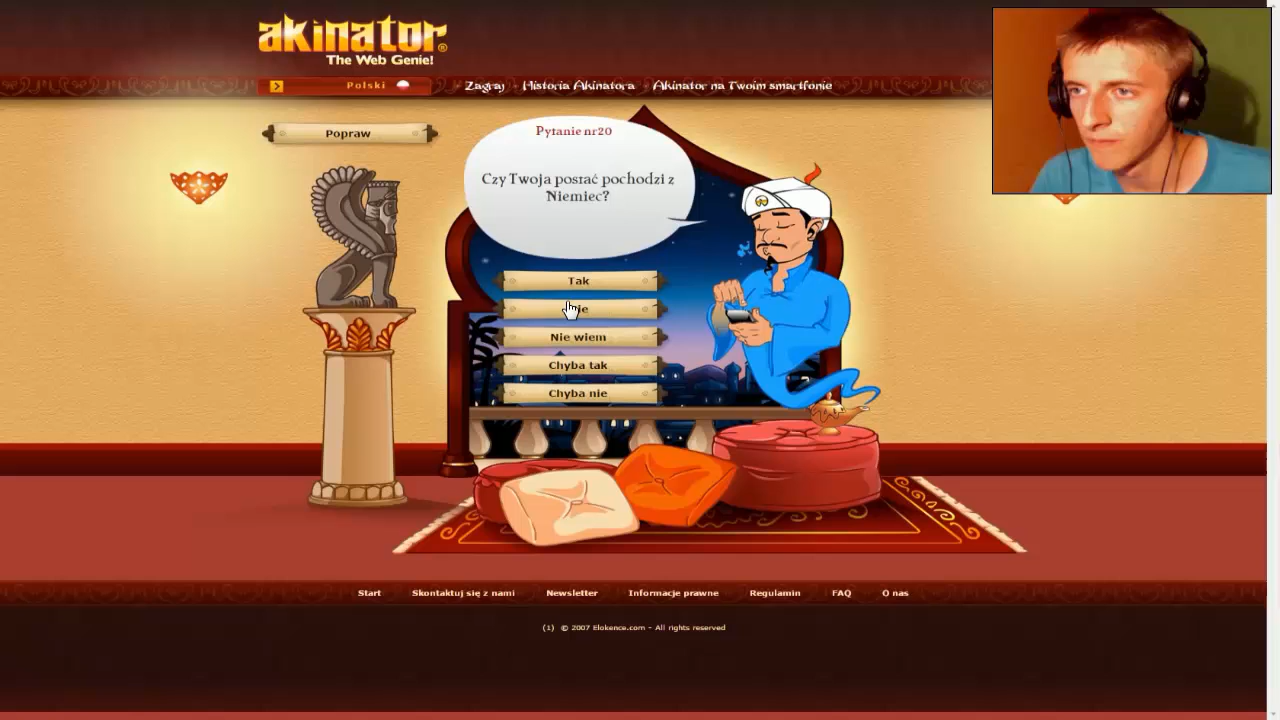 akinator®
The Web Genie!
Polski
Zagraj
Historia Akinatora
Akinator na Twoim smartfonie
Popraw
Pytanie nr20
Czy Twoja postać pochodzi z
Niemiec?
Tak
Nie wiem
Chyba tak
Chyba nie
Start
Skontaktuj się z nami
Newsletter
Informacje prawne
Regulamin
FAQ
O nas
(1) © 2007 Elokence.com - All rights reserved